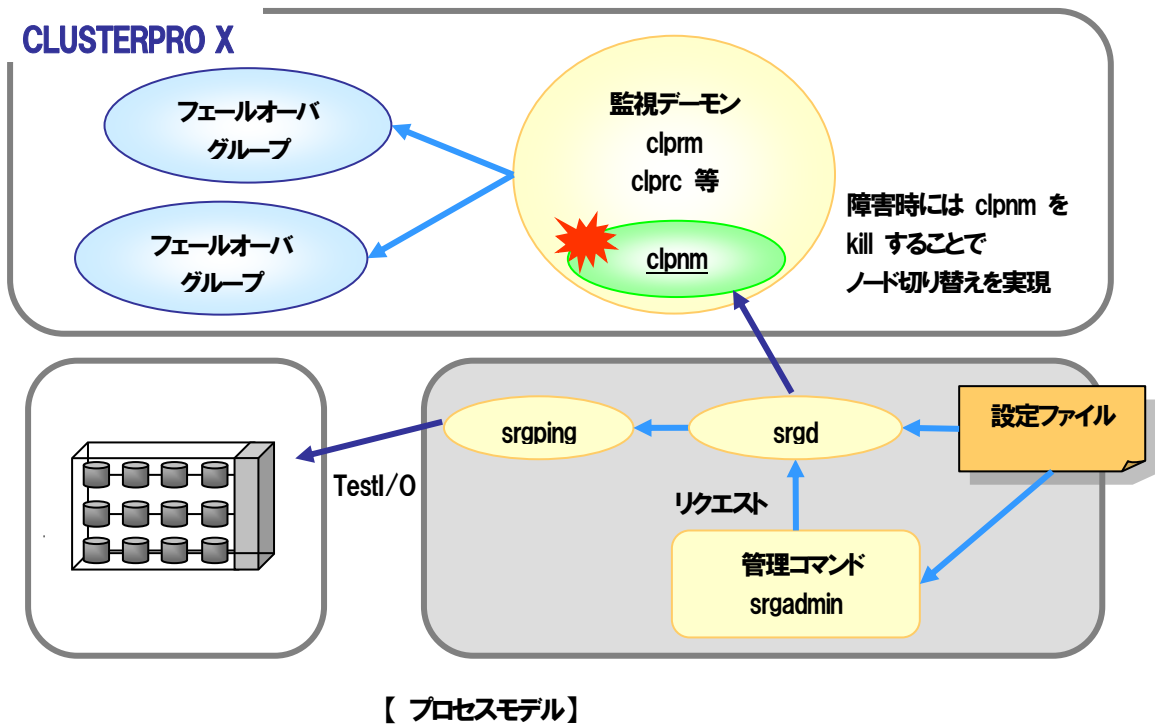 CLUSTERPRO X
フェールオーバ
グループ
フェールオーバ
グループ
監視デーモン
clprm
clprc 等
clpnm
障害時には clpnm を
kill することで
ノード切り替えを実現
TestI/O
srgping
srgd
設定ファイル
リクエスト
管理コマンド
srgadmin
【 プロセスモデル】